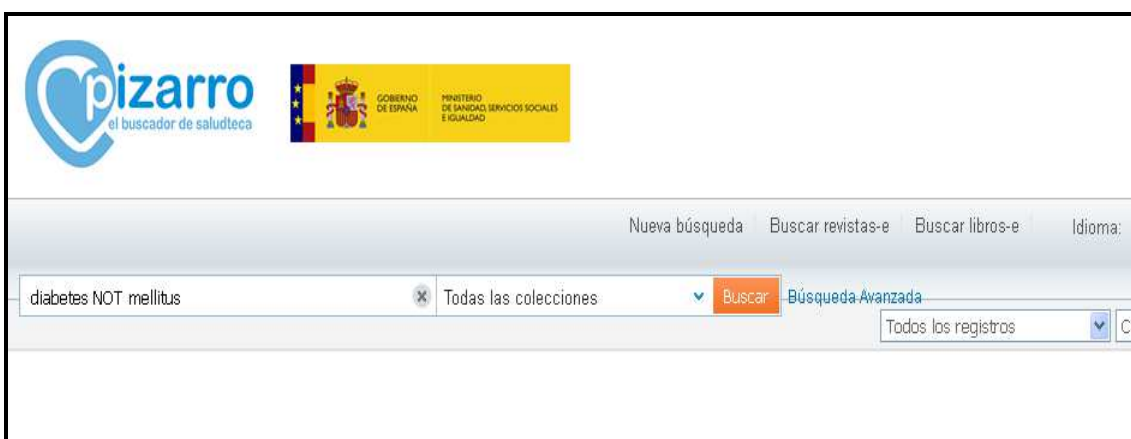 pizarro
el buscador de saludteca
GOBIERNO
DE ESPAÑA
MINISTERIO
DE SANIDAD, SERVICIOS SOCIALES
E IGUALDAD
Nueva búsqueda Buscar revistas-e Buscar libros-e Idioma:
diabetes NOT mellitus Todas las colecciones Buscar Búsqueda Avanzada
Todos los registros C